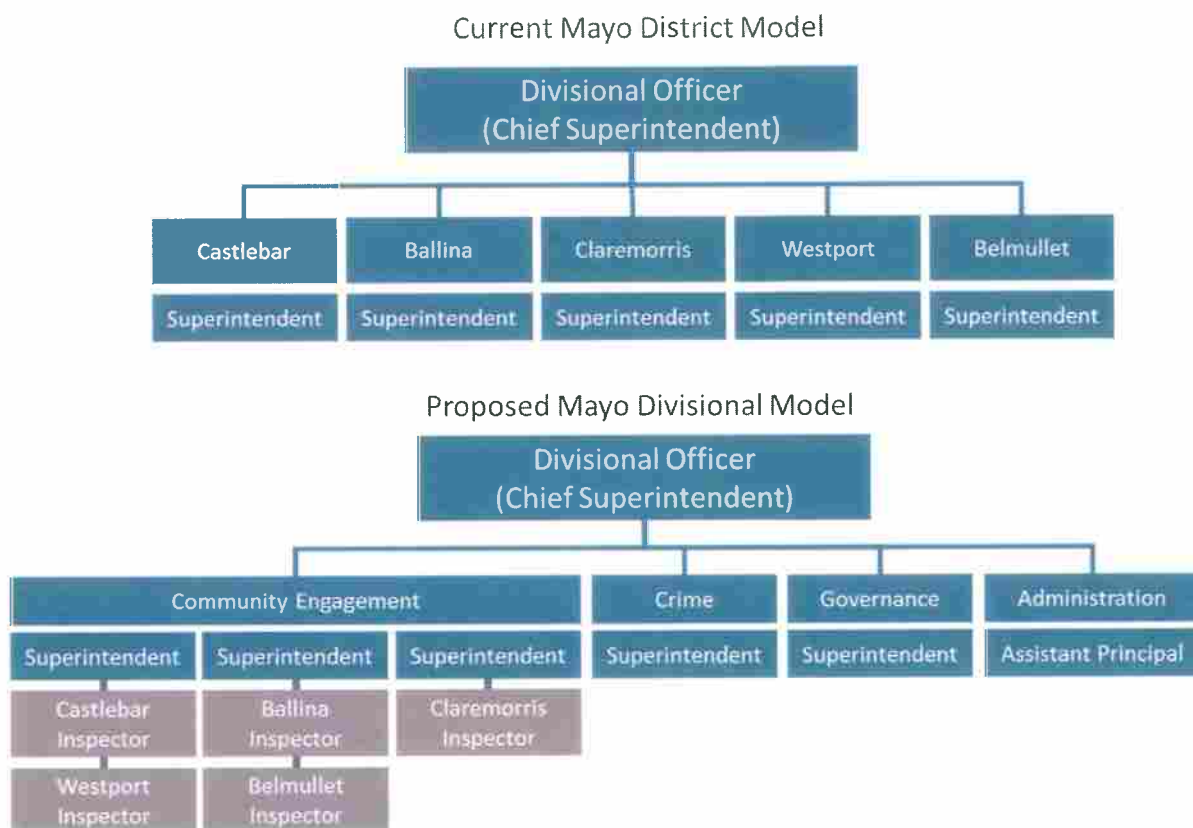 Current Mayo District Model
Divisional Officer
(Chief Superintendent)
Castlebar
Ballina
Claremorris
Westport
Belmullet
Superintendent
Superintendent
Superintendent
Superintendent
Superintendent
Proposed Mayo Divisional Model
Divisional Officer
(Chief Superintendent)
Community Engagement
Crime
Governance
Administration
Superintendent
Superintendent
Superintendent
Superintendent
Superintendent
Assistant Principal
Castlebar
Inspector
Ballina
Inspector
Claremorris
Inspector
Westport
Inspector
Belmullet
Inspector